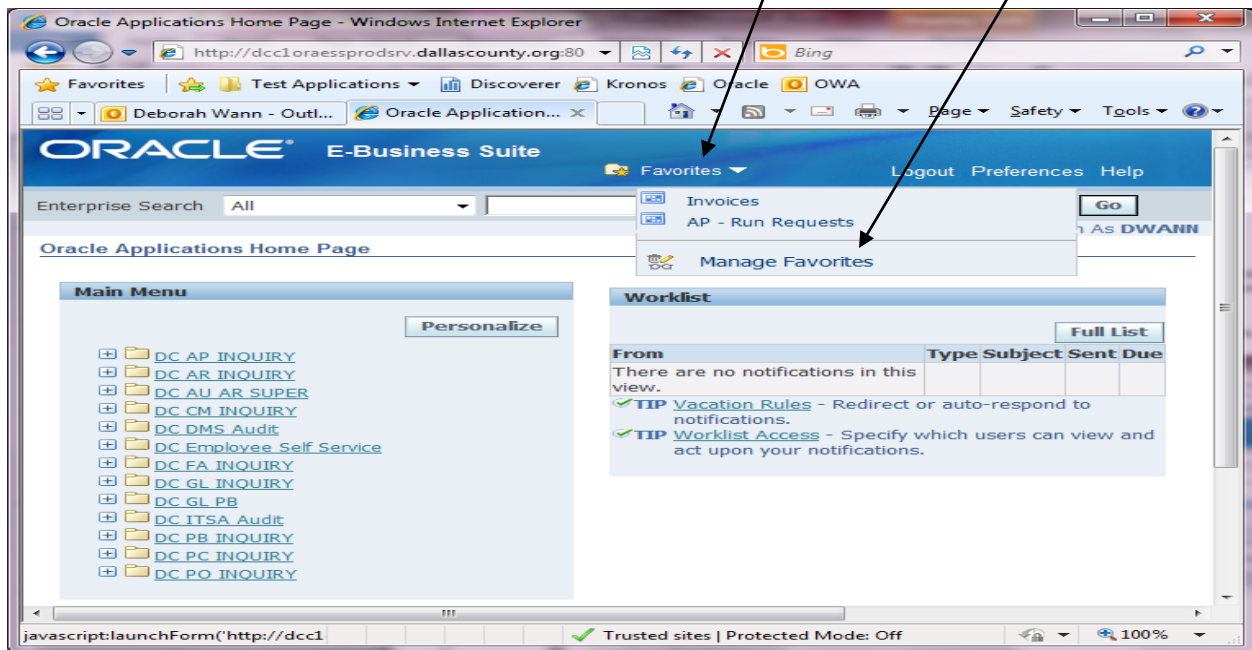 Oracle Applications Home Page - Windows Internet Explorer
http://dcc1oraessprodsrv.dallascounty.org:80
Bing
Favorites Test Applications Discoverer Kronos Oracle OWA
Deborah Wann - Outl... Oracle Application... Page Safety Tools
ORACLE® E-Business Suite
Favorites Logout Preferences Help
Enterprise Search All Go
Invoices
AP - Run Requests
As DWANN
Oracle Applications Home Page
Manage Favorites
Main Menu
Personalize
DC AP INQUIRY
DC AR INQUIRY
DC AU AR SUPER
DC CM INQUIRY
DC DMS Audit
DC Employee Self Service
DC FA INQUIRY
DC GL INQUIRY
DC GL PB
DC ITSA Audit
DC PB INQUIRY
DC PC INQUIRY
DC PO INQUIRY
Worklist
Full List
From Type Subject Sent Due
There are no notifications in this
view.
TIP Vacation Rules - Redirect or auto-respond to
notifications.
TIP Worklist Access - Specify which users can view and
act upon your notifications.
javascript:launchForm('http://dcc1
Trusted sites | Protected Mode: Off 100%